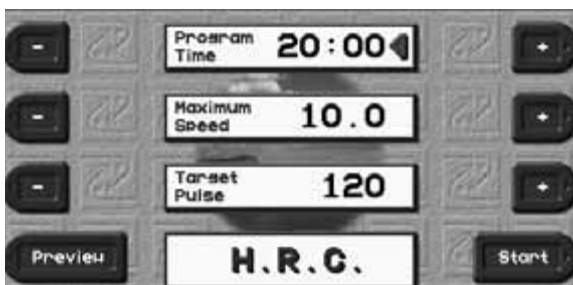 - Program Time 20:00 +
- Maximum Speed 10.0 +
- Target Pulse 120 +
Preview H.R.C. Start